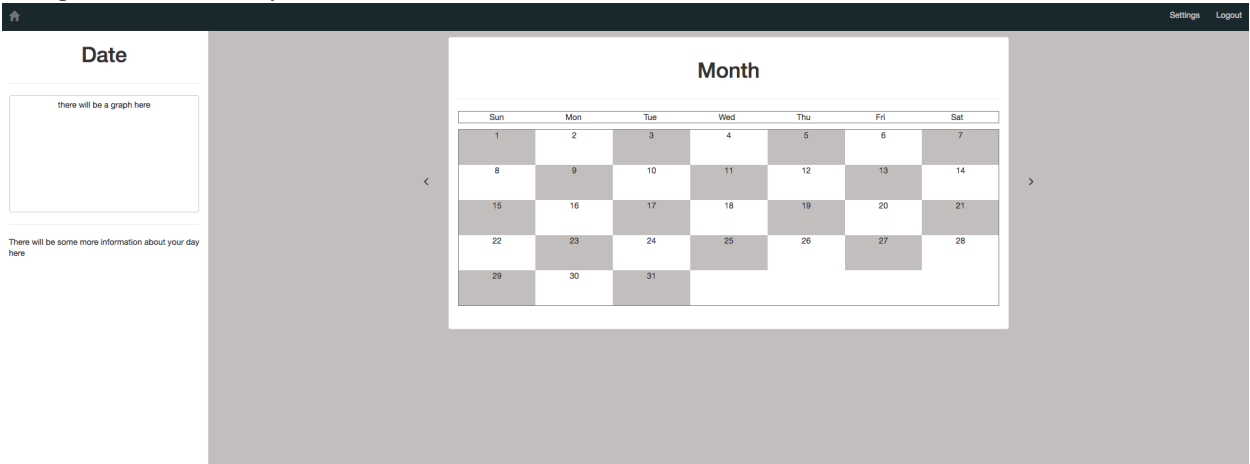 Settings Logout
Date
there will be a graph here
There will be some more information about your day
here
Month
Sun Mon Tue Wed Thu Fri Sat
1 2 3 4 5 6 7
8 9 10 11 12 13 14
15 16 17 18 19 20 21
22 23 24 25 26 27 28
29 30 31